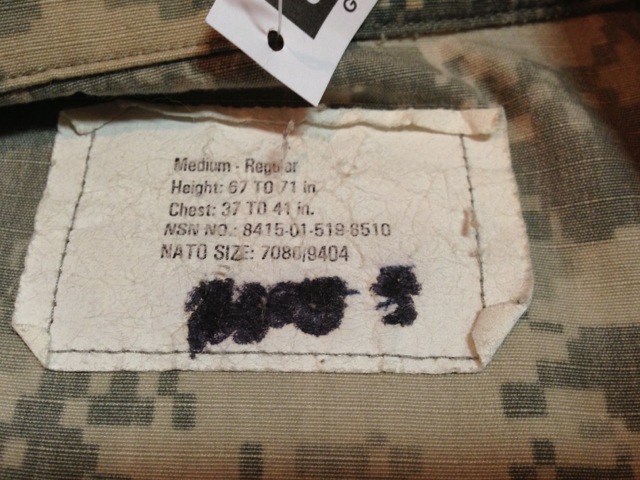 Medium - Regular
Height: 67 TO 71 in
Chest: 37 TO 41 in.
NSN NO.: 8415-01-519-8510
NATO SIZE: 7080/9404